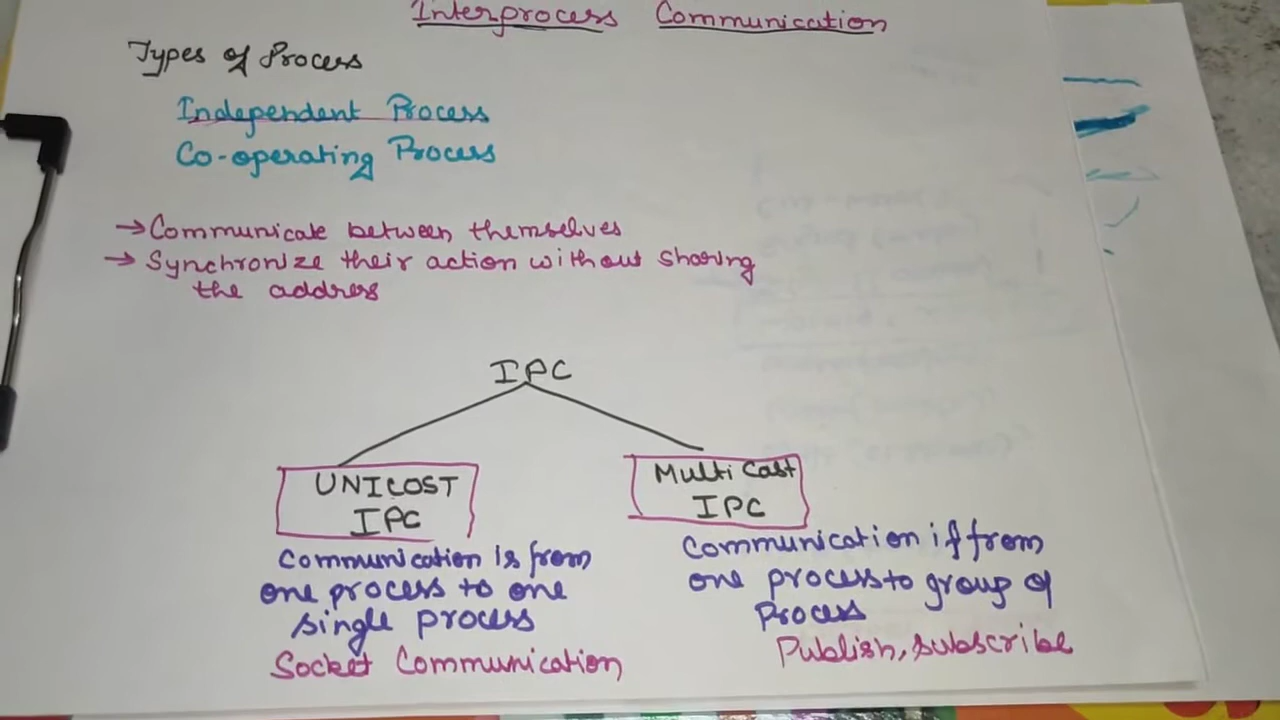 Interprocess Communication
Types of Process
Independent Process
Co-operating Process
→ Communicate between themselves
→ Synchronize their action without sharing
the address
IPC
UNICOST
IPC
Multi Cast
IPC
Communication is from
one process to one
single process
Socket Communication
Communication if from
one process to group of
Process
Publish, subscribe